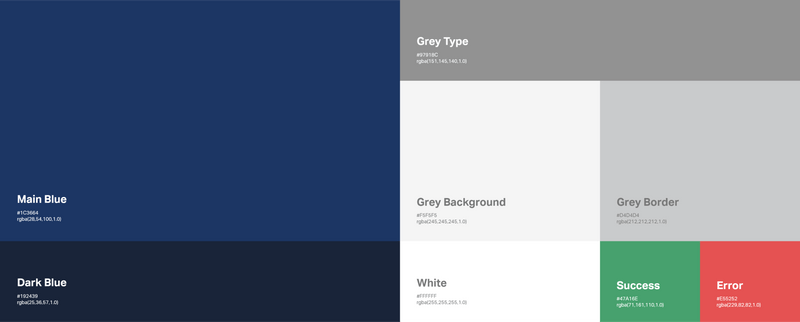 Grey Type
#97918C
rgba(151,145,140,1.0)
Main Blue
#1C3664
rgba(28,54,100,1.0)
Grey Background
#F5F5F5
rgba(245,245,245,1.0)
Grey Border
#D4D4D4
rgba(212,212,212,1.0)
Dark Blue
#192439
rgba(25,36,57,1.0)
White
#FFFFFF
rgba(255,255,255,1.0)
Success
#47A16E
rgba(71,161,110,1.0)
Error
#E55252
rgba(229,82,82,1.0)